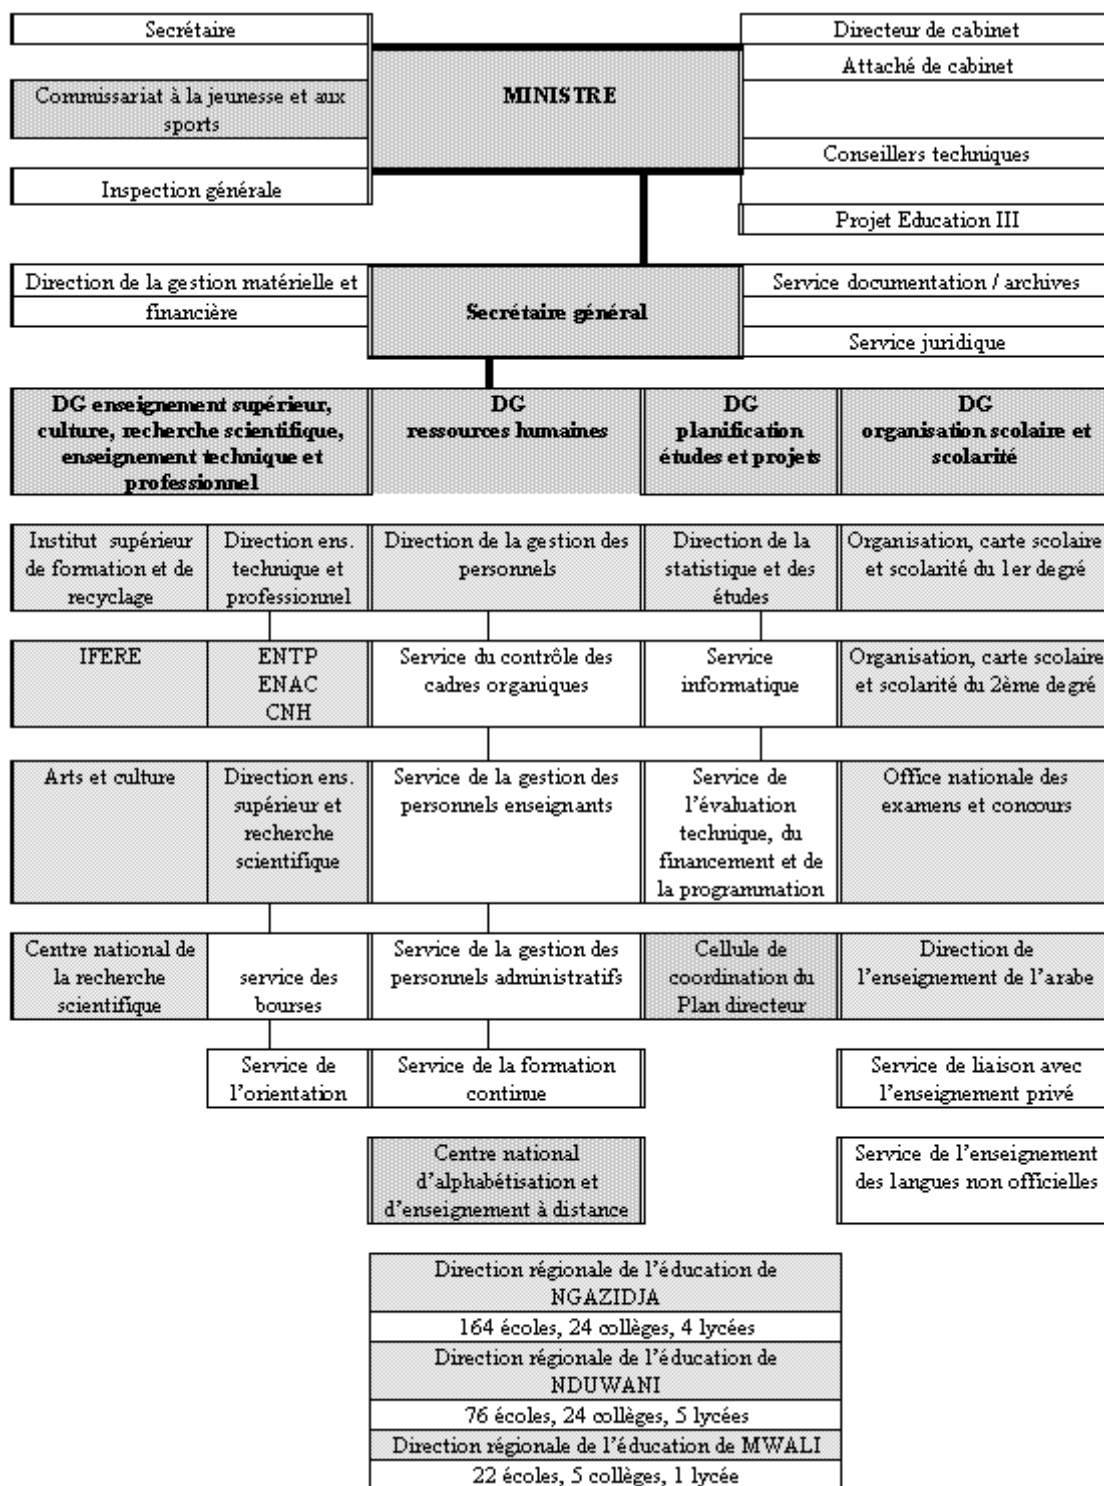 Secrétaire
Directeur de cabinet
Attaché de cabinet
MINISTRE
Commissariat à la jeunesse et aux
sports
Conseillers techniques
Inspection générale
Projet Education III
Direction de la gestion matérielle et
financière
Secrétaire général
Service documentation / archives
Service juridique
DG enseignement supérieur,
culture, recherche scientifique,
enseignement technique et
professionnel
DG
ressources humaines
DG
planification
études et projets
DG
organisation scolaire et
scolarité
Institut supérieur
de formation et de
recyclage
Direction ens.
technique et
professionnel
Direction de la gestion des
personnels
Direction de la
statistique et des
études
Organisation, carte scolaire
et scolarité du 1er degré
IFERE
ENTP
ENAC
CNH
Service du contrôle des
cadres organiques
Service
informatique
Organisation, carte scolaire
et scolarité du 2ème degré
Arts et culture
Direction ens.
supérieur et
recherche
scientifique
Service de la gestion des
personnels enseignants
Service de
l'évaluation
technique, du
financement et de
la programmation
Office nationale des
examens et concours
Centre national de
la recherche
scientifique
service des
bourses
Service de la gestion des
personnels administratifs
Cellule de
coordination du
Plan directeur
Direction de
l'enseignement de l'arabe
Service de
l'orientation
Service de la formation
continue
Service de liaison avec
l'enseignement privé
Centre national
d'alphabétisation et
d'enseignement à distance
Service de l'enseignement
des langues non officielles
Direction régionale de l'éducation de
NGAZIDJA
164 écoles, 24 collèges, 4 lycées
Direction régionale de l'éducation de
NDUWANI
76 écoles, 24 collèges, 5 lycées
Direction régionale de l'éducation de MWALI
22 écoles, 5 collèges, 1 lycée